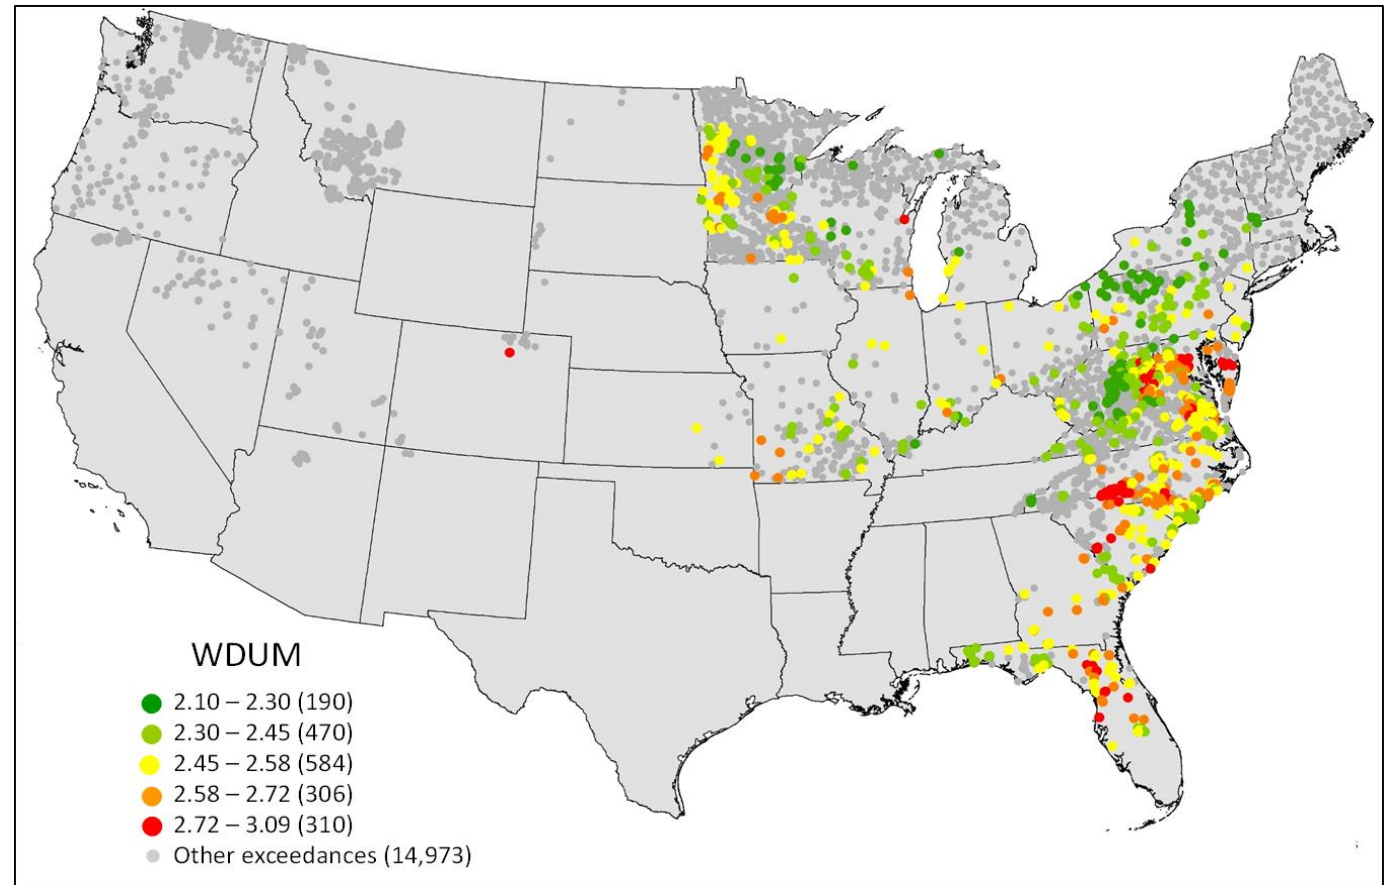 WDUM
2.10 – 2.30 (190)
2.30 – 2.45 (470)
2.45 – 2.58 (584)
2.58 – 2.72 (306)
2.72 – 3.09 (310)
Other exceedances (14,973)